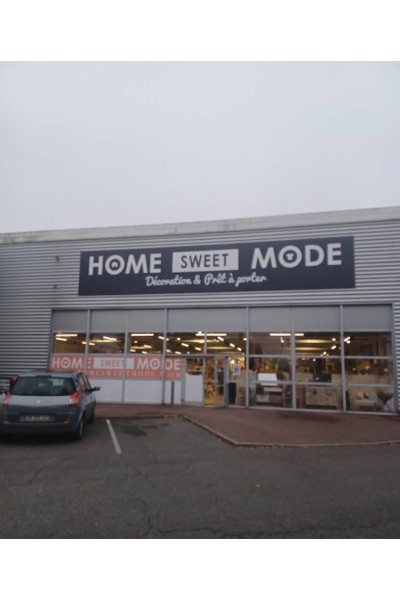 HOME SWEET MODE
Décoration & Prêt à porter
HOME SWEET MODE